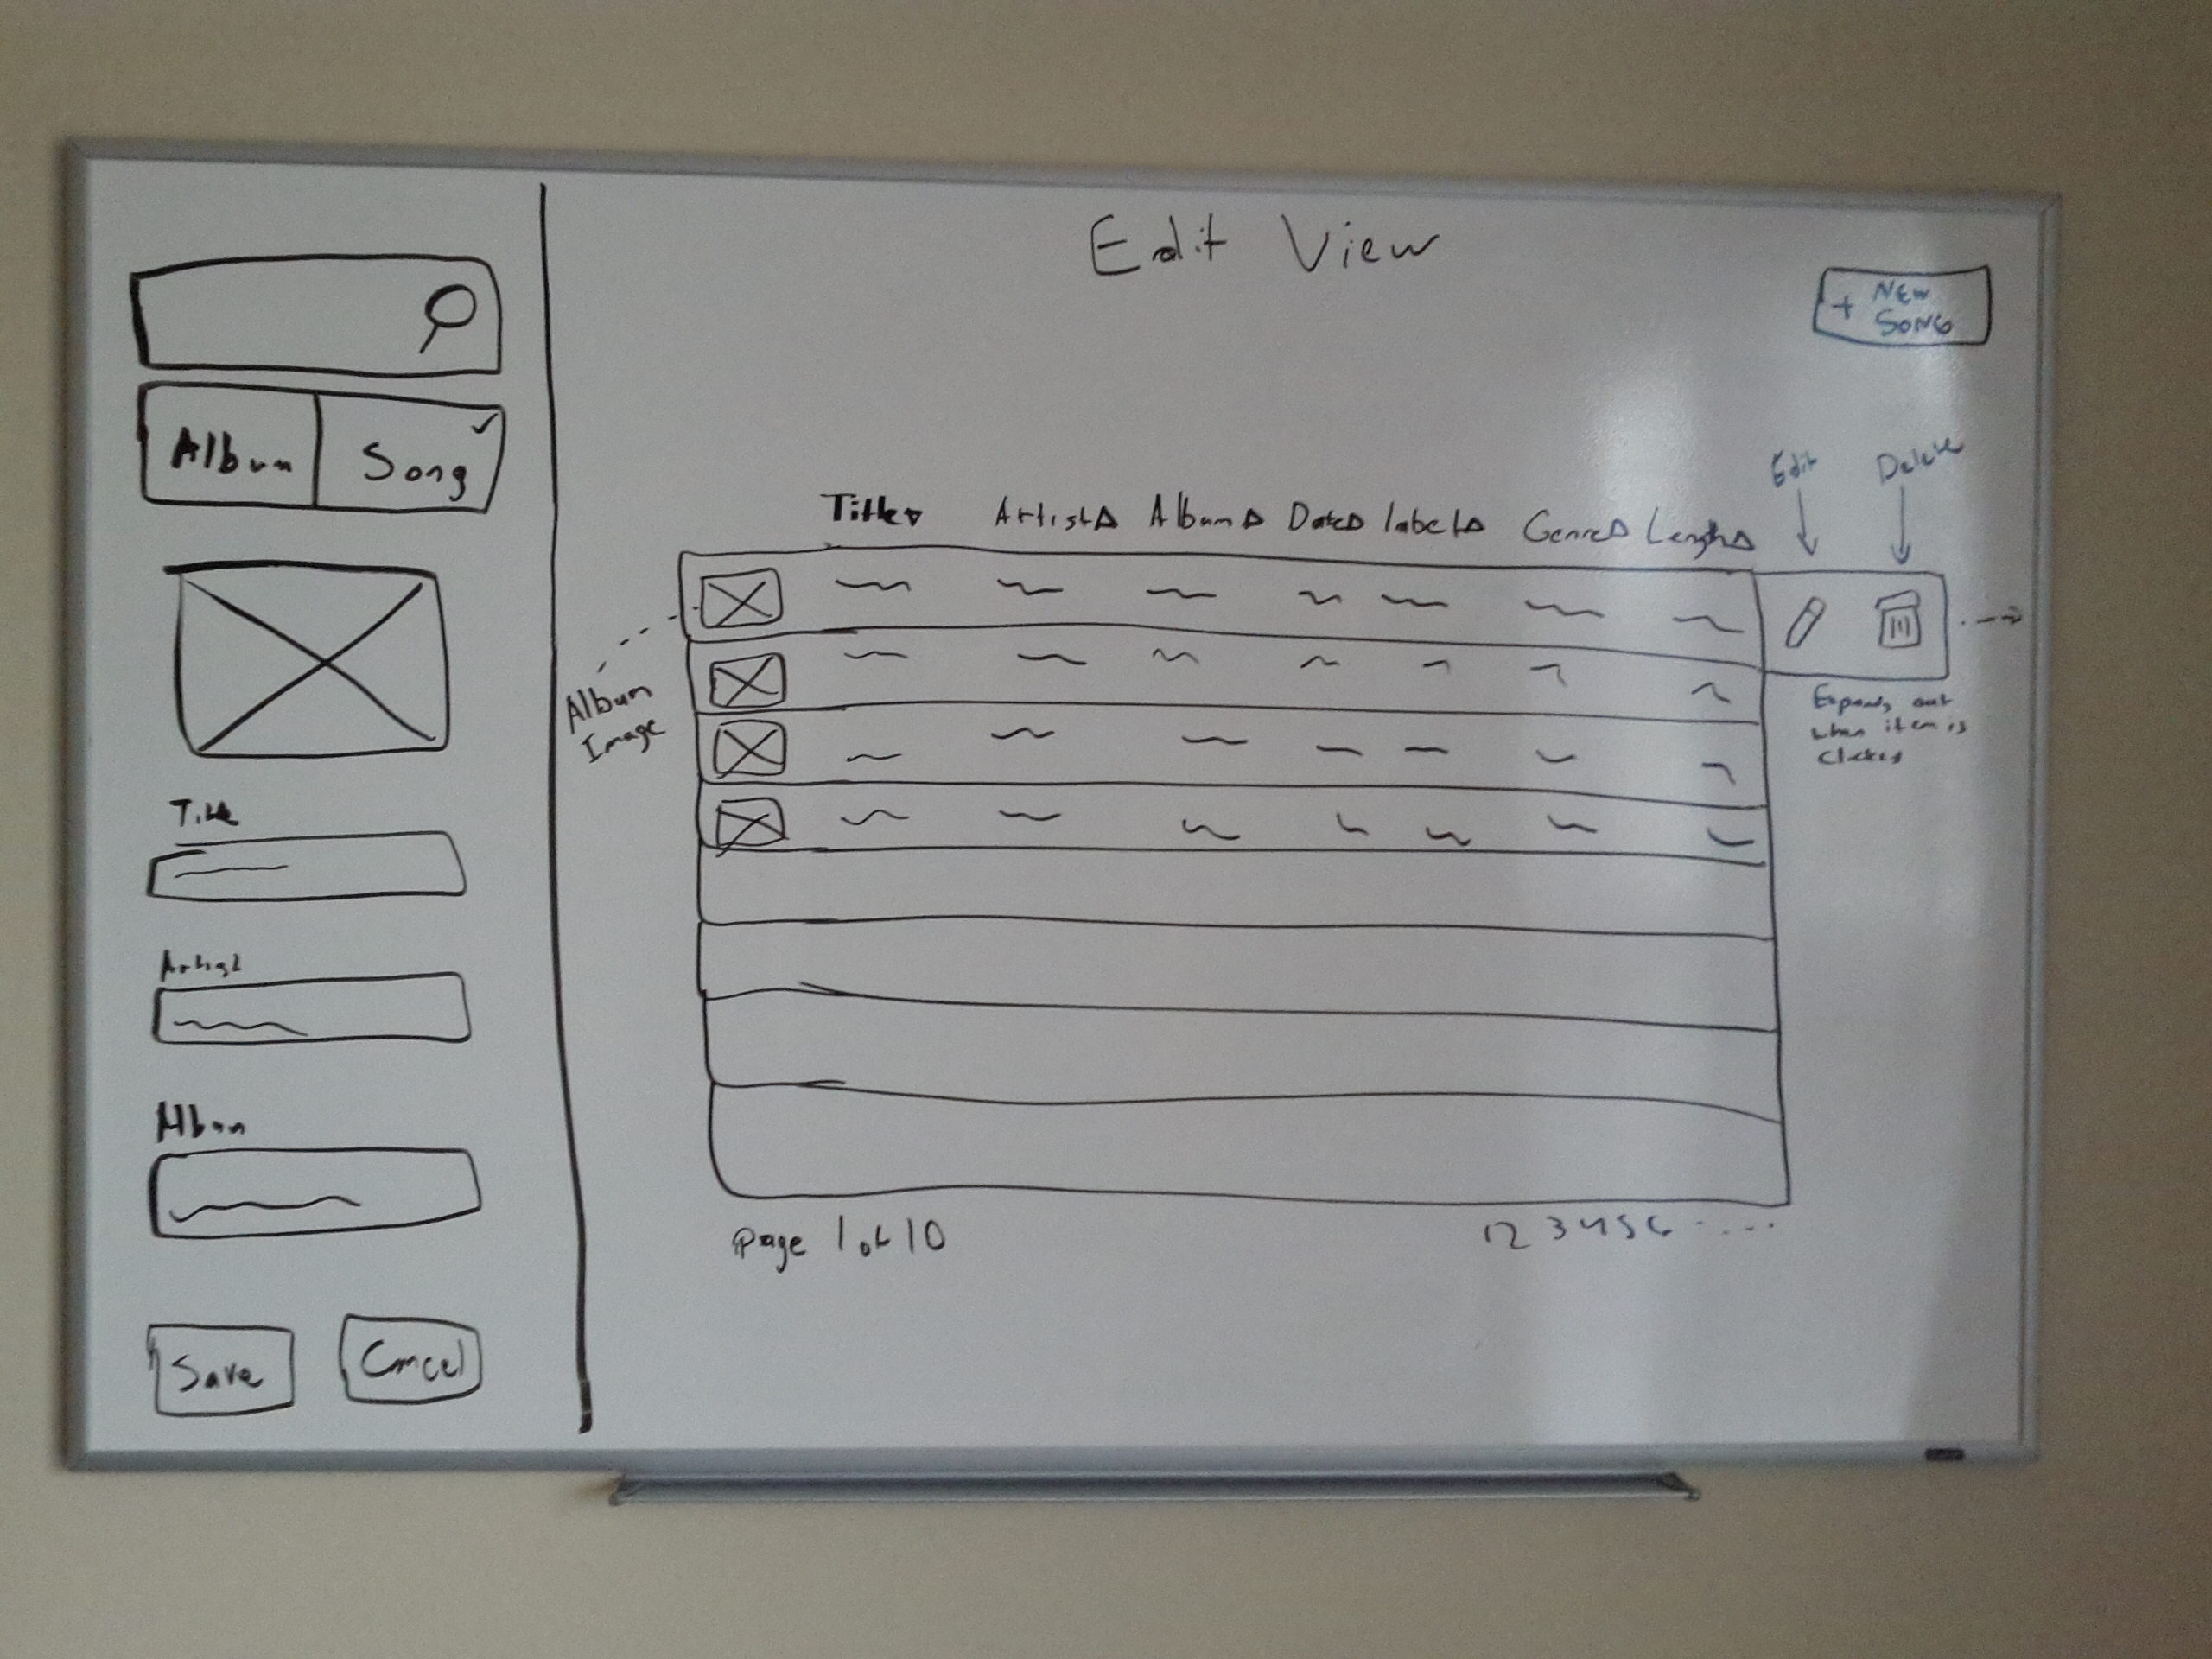 Edit View
+ New
Song
Album Song
Edit Delete
Title Artist Album Date label Genre Length
Album
Image
Expands out
when item is
clicked
Title
Artist
Album
Page 1 of 10
1 2 3 4 5 6 .....
Save Cancel